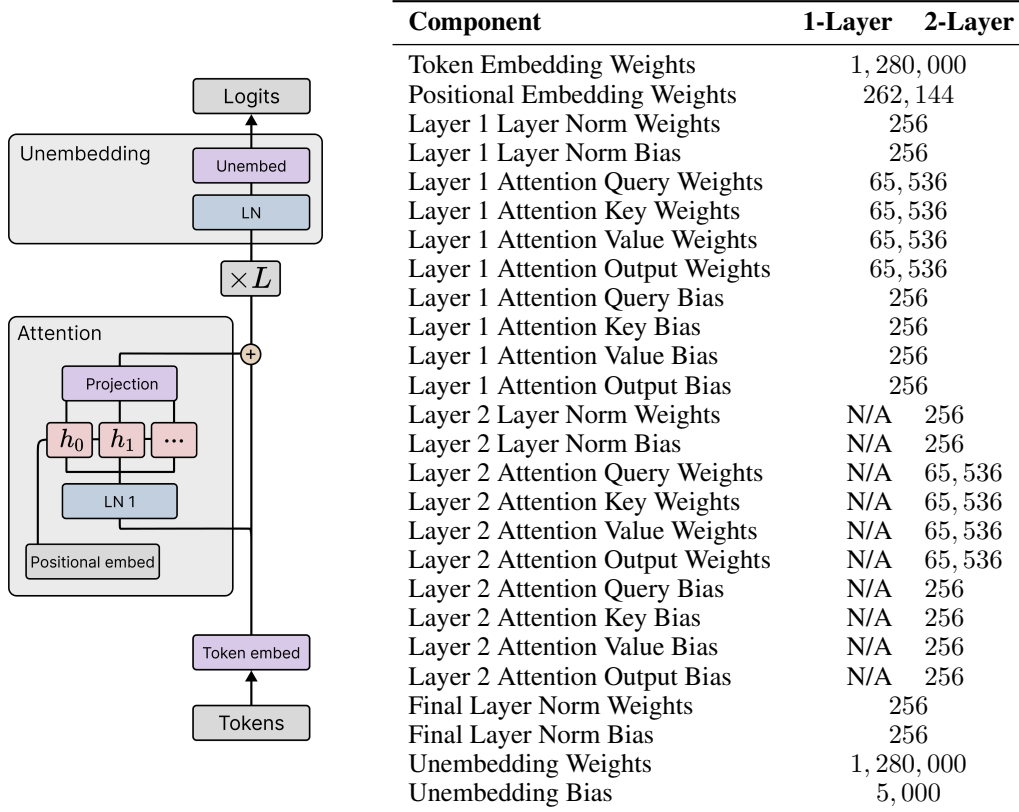 Logits
Unembedding
Unembed
LN
×L
Attention
+
Projection
h₀ h₁ ...
LN 1
Positional embed
Token embed
Tokens
Component 1-Layer 2-Layer
Token Embedding Weights 1, 280, 000
Positional Embedding Weights 262, 144
Layer 1 Layer Norm Weights 256
Layer 1 Layer Norm Bias 256
Layer 1 Attention Query Weights 65, 536
Layer 1 Attention Key Weights 65, 536
Layer 1 Attention Value Weights 65, 536
Layer 1 Attention Output Weights 65, 536
Layer 1 Attention Query Bias 256
Layer 1 Attention Key Bias 256
Layer 1 Attention Value Bias 256
Layer 1 Attention Output Bias 256
Layer 2 Layer Norm Weights N/A 256
Layer 2 Layer Norm Bias N/A 256
Layer 2 Attention Query Weights N/A 65, 536
Layer 2 Attention Key Weights N/A 65, 536
Layer 2 Attention Value Weights N/A 65, 536
Layer 2 Attention Output Weights N/A 65, 536
Layer 2 Attention Query Bias N/A 256
Layer 2 Attention Key Bias N/A 256
Layer 2 Attention Value Bias N/A 256
Layer 2 Attention Output Bias N/A 256
Final Layer Norm Weights 256
Final Layer Norm Bias 256
Unembedding Weights 1, 280, 000
Unembedding Bias 5, 000